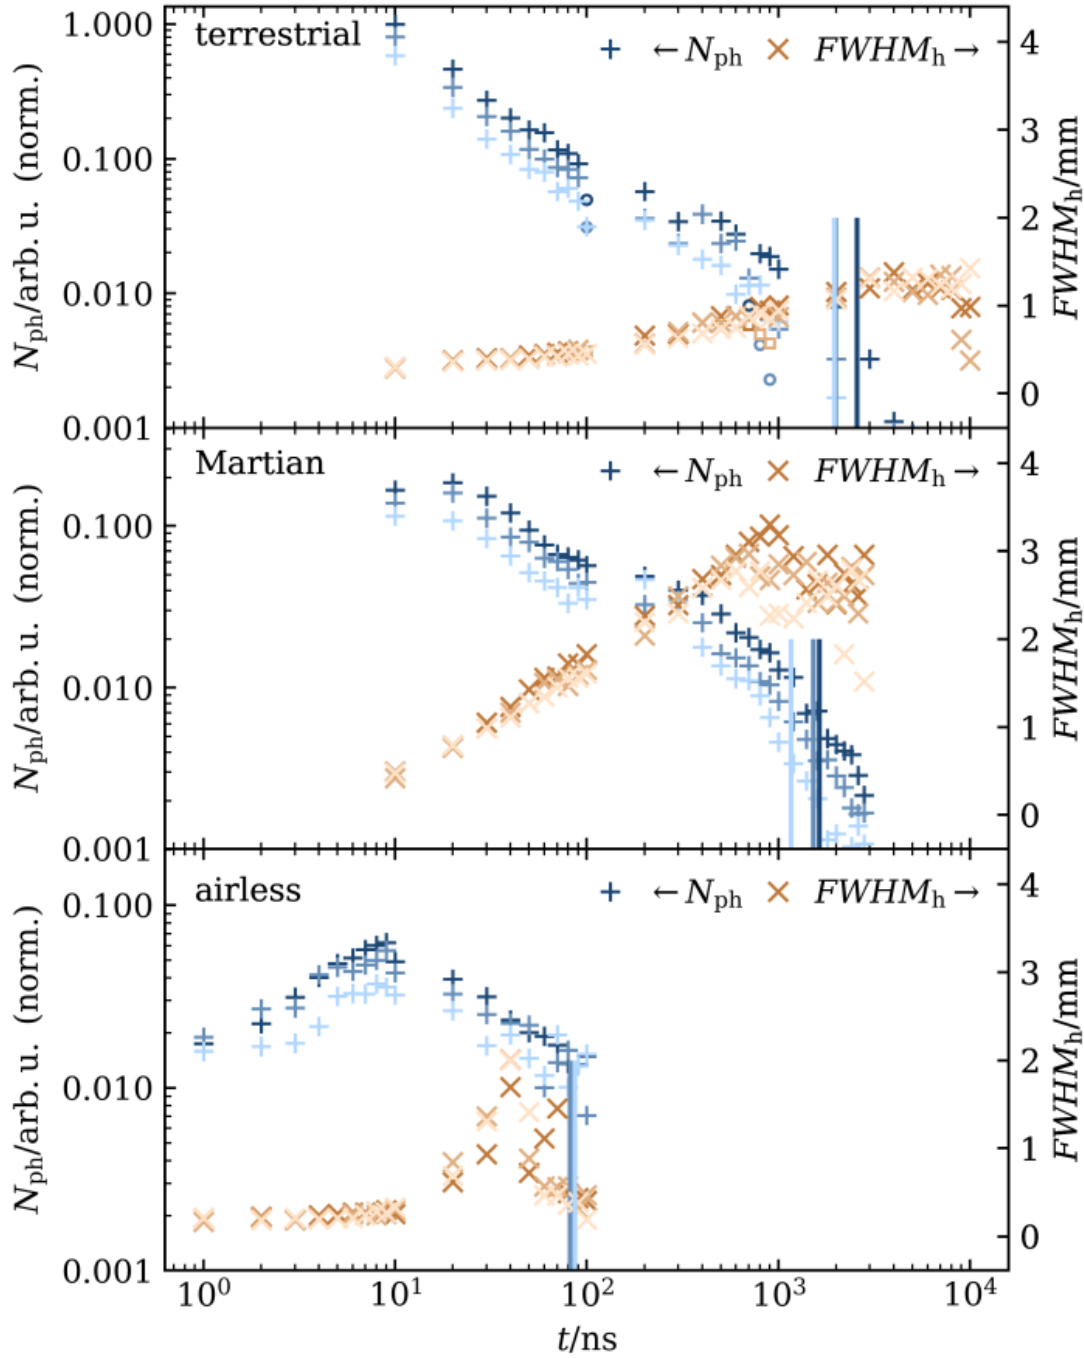 terrestrial
← N_ph
FWHM_h →
1.000
0.100
0.010
0.001
N_ph/arb. u. (norm.)
4
3
2
1
0
FWHM_h/mm
Martian
← N_ph
FWHM_h →
0.100
0.010
0.001
N_ph/arb. u. (norm.)
4
3
2
1
0
FWHM_h/mm
airless
← N_ph
FWHM_h →
0.100
0.010
0.001
N_ph/arb. u. (norm.)
4
3
2
1
0
FWHM_h/mm
10^0 10^1 10^2 10^3 10^4
t/ns